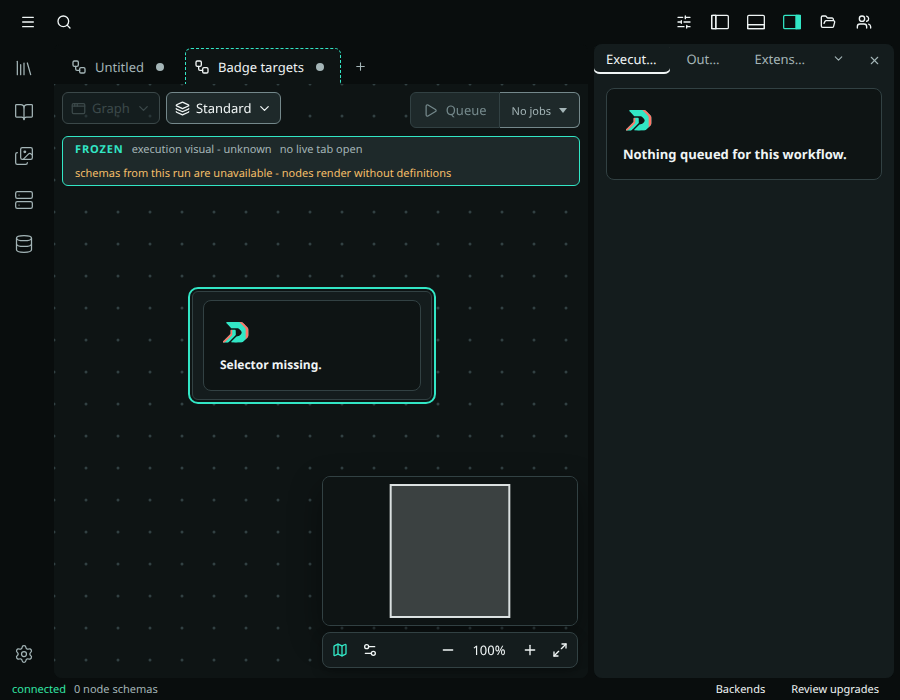 Untitled
Badge targets
Execut...
Out...
Extens...
Graph
Standard
Queue
No jobs
FROZEN execution visual - unknown no live tab open
schemas from this run are unavailable - nodes render without definitions
Nothing queued for this workflow.
Selector missing.
100%
connected 0 node schemas
Backends
Review upgrades